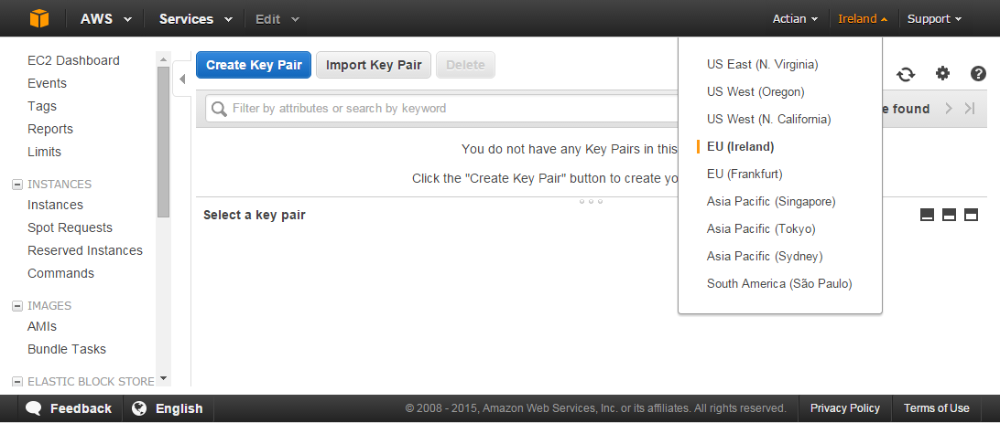 AWS Services Edit Actian Ireland Support
EC2 Dashboard
Events
Tags
Reports
Limits
INSTANCES
Instances
Spot Requests
Reserved Instances
Commands
IMAGES
AMIs
Bundle Tasks
ELASTIC BLOCK STORE
Create Key Pair Import Key Pair Delete
Filter by attributes or search by keyword
e found
You do not have any Key Pairs in this
Click the "Create Key Pair" button to create yo
Select a key pair
US East (N. Virginia)
US West (Oregon)
US West (N. California)
EU (Ireland)
EU (Frankfurt)
Asia Pacific (Singapore)
Asia Pacific (Tokyo)
Asia Pacific (Sydney)
South America (São Paulo)
Feedback English © 2008 - 2015, Amazon Web Services, Inc. or its affiliates. All rights reserved. Privacy Policy Terms of Use